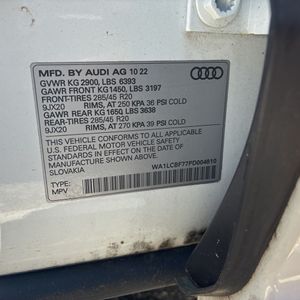 MFD. BY AUDI AG 10 22
GVWR KG 2900, LBS 6393
GAWR FRONT KG1450, LBS 3197
FRONT-TIRES 285/45 R20
9JX20 RIMS, AT 250 KPA 36 PSI COLD
GAWR REAR KG 1650, LBS 3638
REAR-TIRES 285/45 R20
9JX20 RIMS, AT 270 KPA 39 PSI COLD
THIS VEHICLE CONFORMS TO ALL APPLICABLE
U.S. FEDERAL MOTOR VEHICLE SAFETY STANDARDS
IN EFFECT ON THE DATE OF
MANUFACTURE SHOWN ABOVE.
SLOVAKIA
TYPE: WA1LCBF77PD004610
MPV